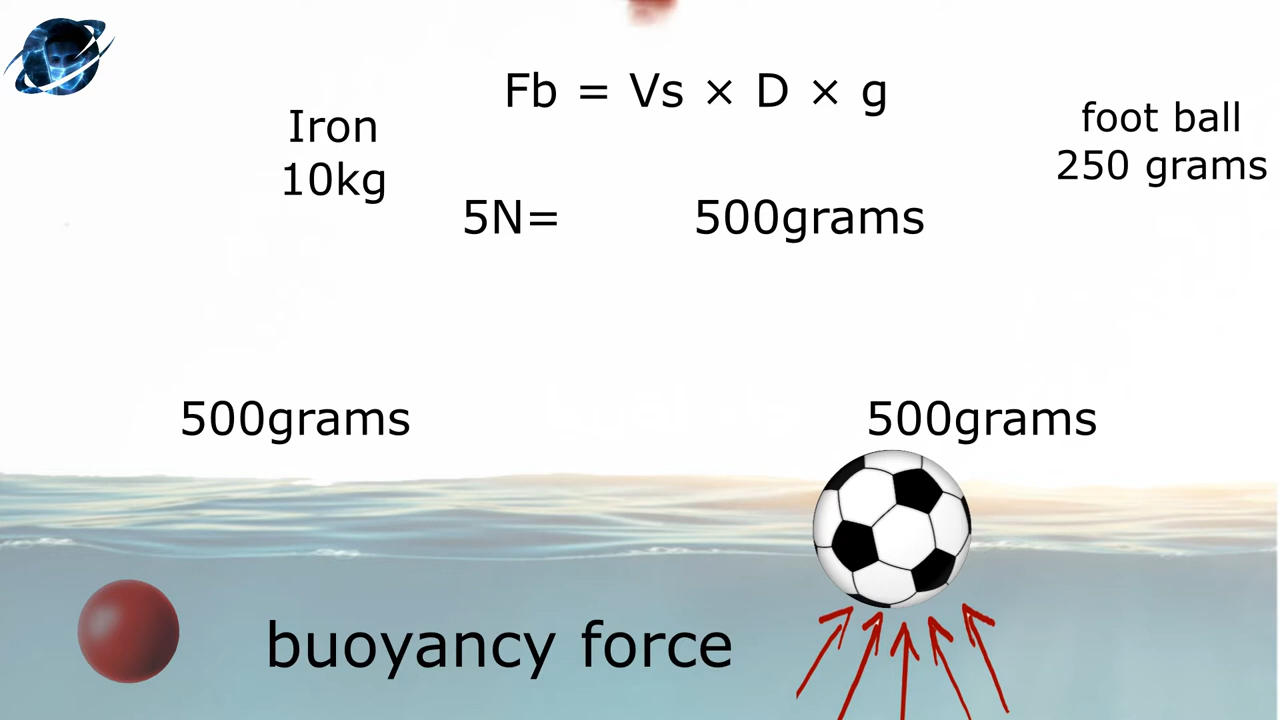 Fb = Vs × D × g
Iron
10kg
foot ball
250 grams
5N= 500grams
500grams
500grams
buoyancy force